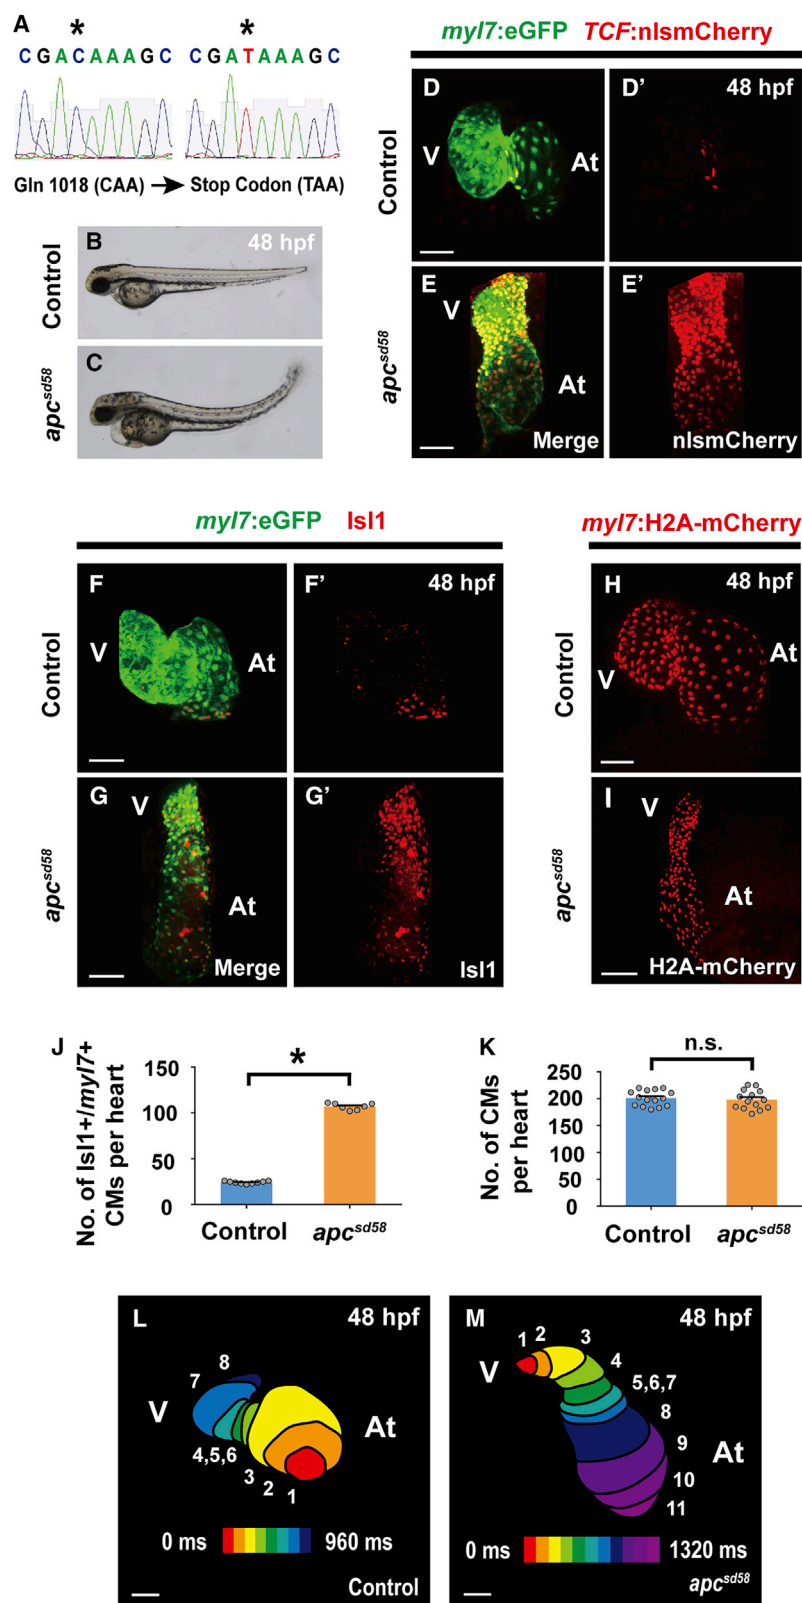 A
* *
C G A C A A A G C C G A T A A A G C
Gln 1018 (CAA) → Stop Codon (TAA)
B
48 hpf
Control
C
apcsd58
myl7:eGFP TCF:nlsmCherry
D
V
At
Control
D'
48 hpf
E
V
At
Merge
apcsd58
E'
nlsmCherry
myl7:eGFP Isl1
F
V
At
Control
F'
48 hpf
G
V
At
Merge
apcsd58
G'
Isl1
myl7:H2A-mCherry
H
48 hpf
V
At
Control
I
V
At
H2A-mCherry
apcsd58
J
No. of Isl1+/myl7+
CMs per heart
150
100
50
0
*
Control apcsd58
K
No. of CMs
per heart
250
200
150
100
50
0
n.s.
Control apcsd58
L
48 hpf
8
7
V
At
4,5,6
3
2
1
0 ms 960 ms
Control
M
48 hpf
1 2 3
V
4
5,6,7
8
9
At
10
11
0 ms 1320 ms
apcsd58